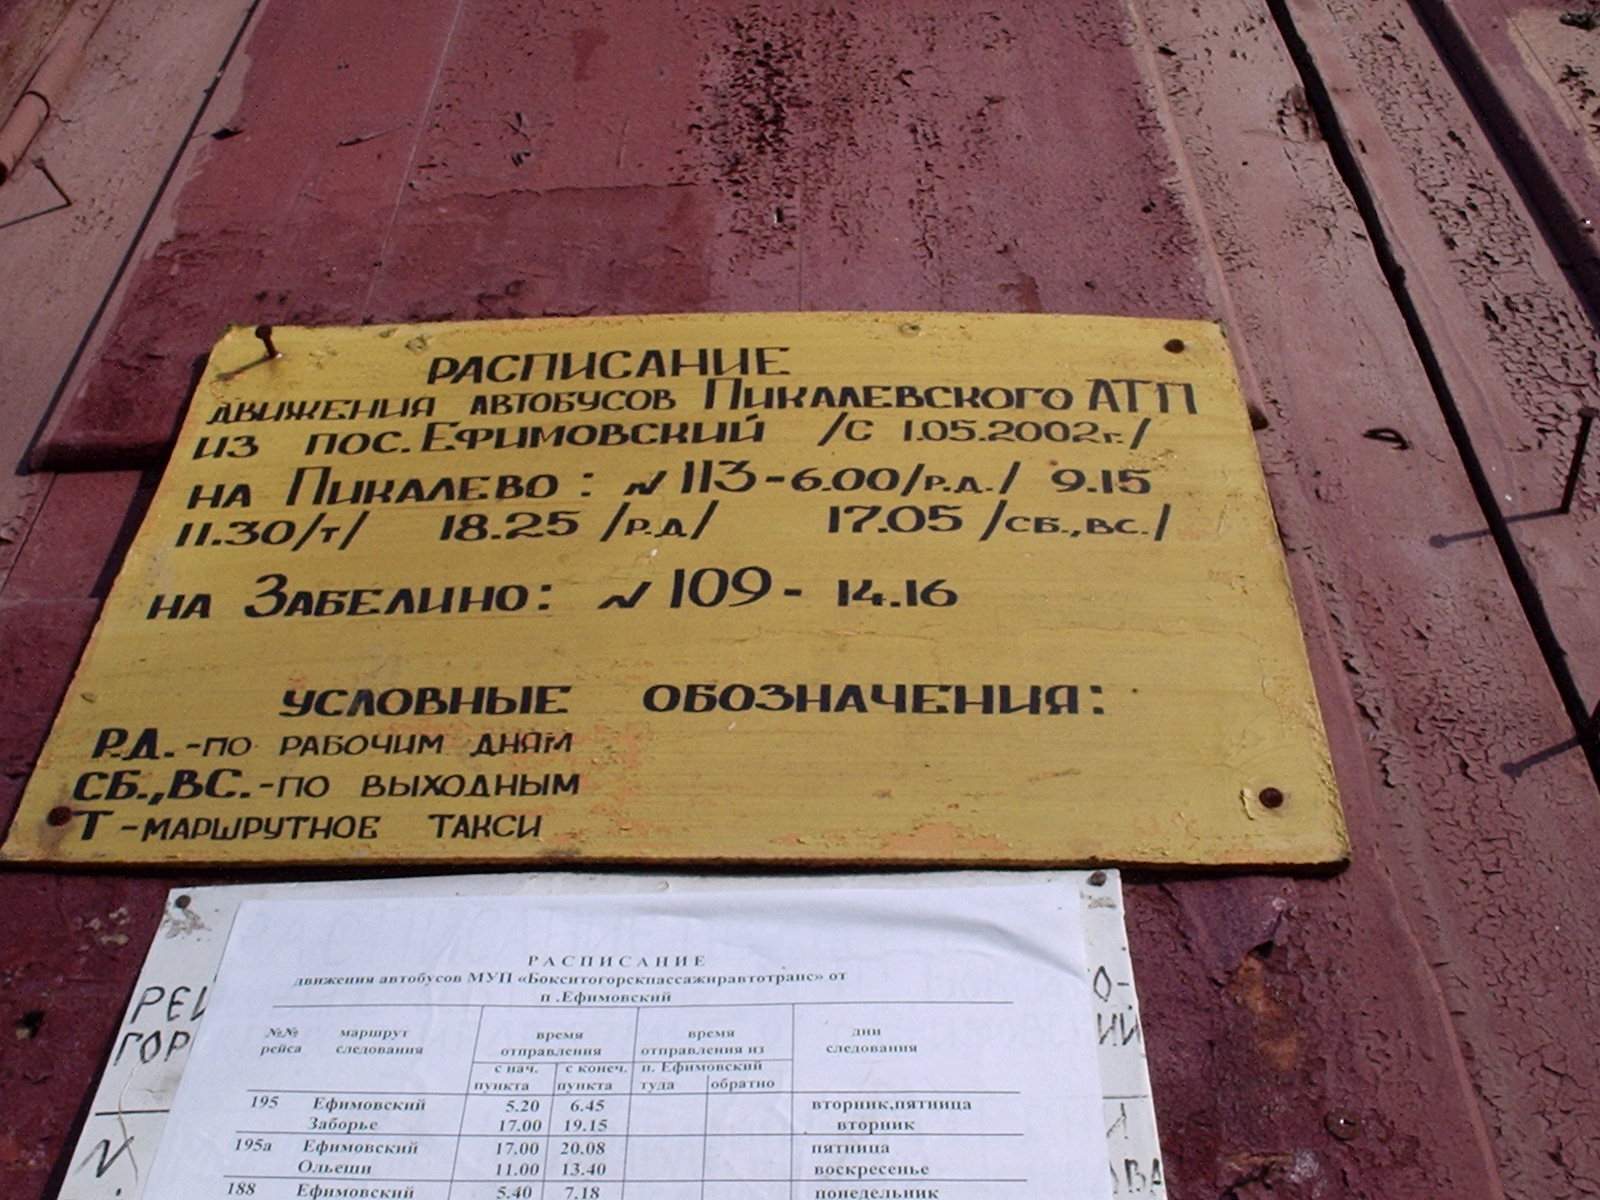 РАСПИСАНИЕ
ДВИЖЕНИЯ АВТОБУСОВ ПИКАЛЕВСКОГО АТП
ИЗ ПОС. ЕФИМОВСКИЙ /С 1.05.2002г./
НА ПИКАЛЕВО: N 113-6.00/Р.Д./ 9.15
11.30/Т/ 18.25 /Р.Д/ 17.05 /СБ.,ВС./
НА ЗАБЕЛИНО: N 109- 14.16
УСЛОВНЫЕ ОБОЗНАЧЕНИЯ:
Р.Д.-ПО РАБОЧИМ ДНЯМ
СБ.,ВС.-ПО ВЫХОДНЫМ
Т-МАРШРУТНОЕ ТАКСИ
РАСПИСАНИЕ
движения автобусов МУП «Бокситогорскпассажиравтотранс» от
п .Ефимовский
№№ маршрут время время дни
рейса следования отправления отправления из следования
с нач. с конеч. п. Ефимовский
пункта пункта туда обратно
195 Ефимовский 5.20 6.45 вторник,пятница
Заборье 17.00 19.15 вторник
195а Ефимовский 17.00 20.08 пятница
Ольеши 11.00 13.40 воскресенье
188 Ефимовский 5.40 7.18 понедельник